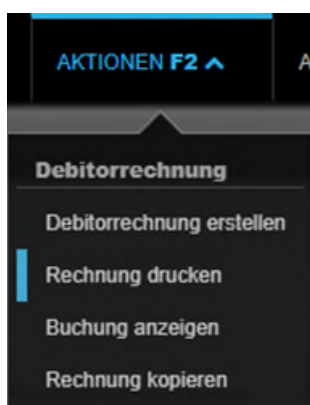 AKTIONEN F2 A
Debitorrechnung
Debitorrechnung erstellen
Rechnung drucken
Buchung anzeigen
Rechnung kopieren